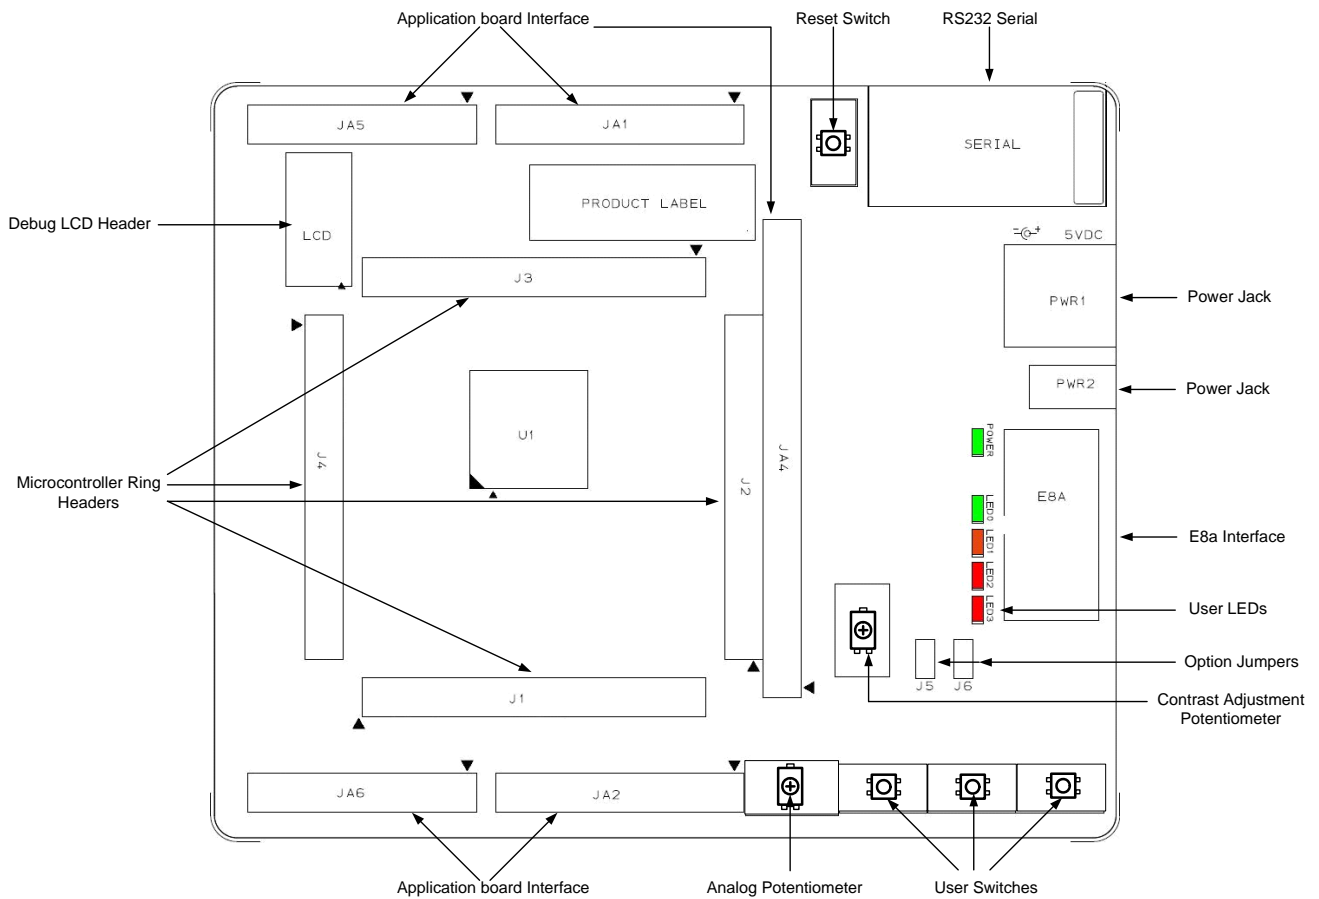 Application board Interface
Reset Switch
RS232 Serial
JA5
JA1
SERIAL
PRODUCT LABEL
Debug LCD Header
LCD
- +
5VDC
J3
PWR1
Power Jack
PWR2
Power Jack
POWER
U1
J4
JA4
J2
Microcontroller Ring
Headers
E8A
LED0
LED1
LED2
LED3
E8a Interface
User LEDs
Option Jumpers
J5
J6
J1
Contrast Adjustment
Potentiometer
JA6
JA2
Application board Interface
Analog Potentiometer
User Switches